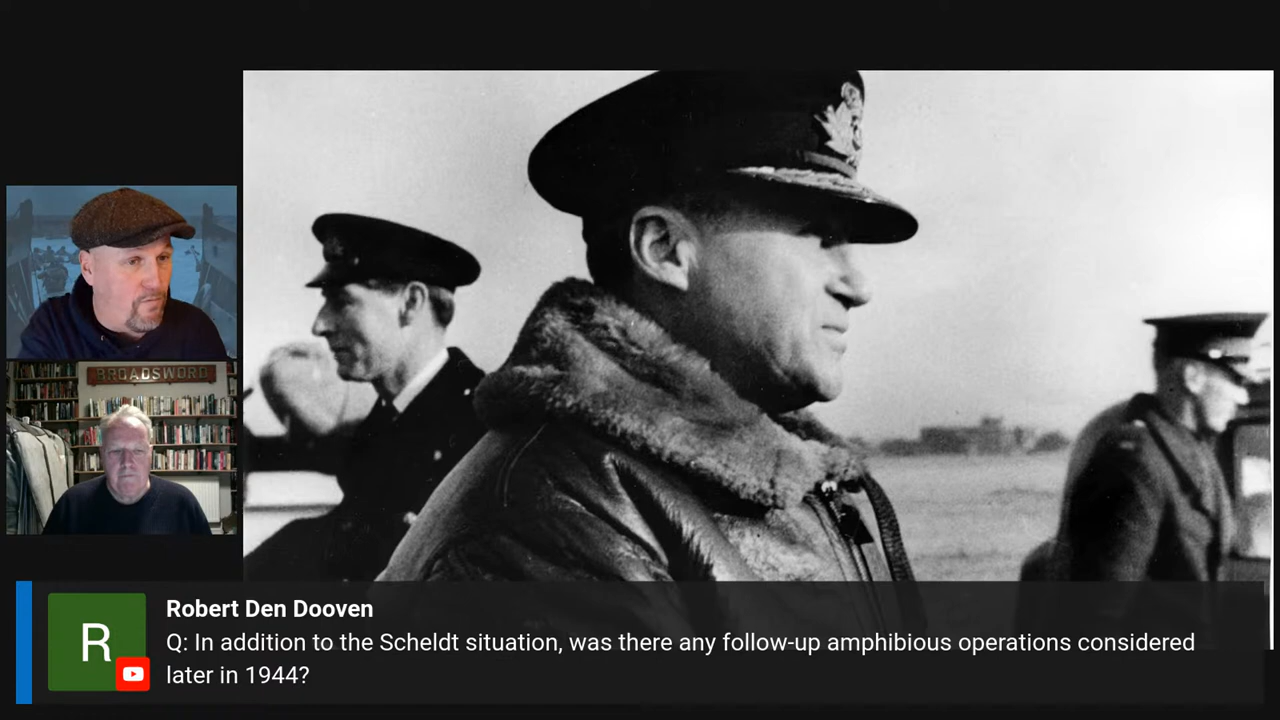 BROADSWORD
R
Robert Den Dooven
Q: In addition to the Scheldt situation, was there any follow-up amphibious operations considered
later in 1944?